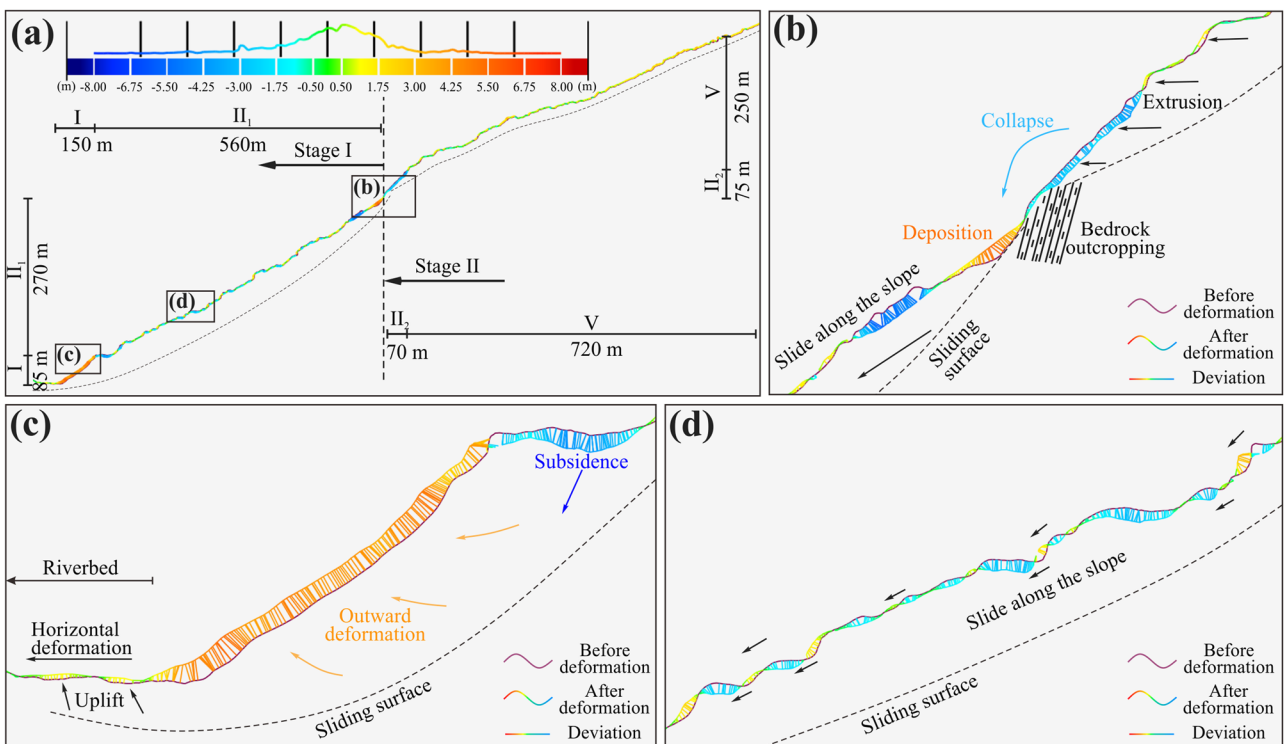 (a)
(m) -8.00 -6.75 -5.50 -4.25 -3.00 -1.75 -0.500 0.50 1.75 3.00 4.25 5.50 6.75 8.00 (m)
I II₁
150 m 560m
Stage I
(b)
V
250 m
II₂
75 m
II₁
270 m
Stage II
(d)
(c)
I
85 m
II₂ V
70 m 720 m
(b)
Extrusion
Collapse
Deposition
Bedrock
outcropping
Slide along the slope
Sliding
surface
Before
deformation
After
deformation
Deviation
(c)
Subsidence
Riverbed
Outward
deformation
Horizontal
deformation
Uplift
Sliding surface
Before
deformation
After
deformation
Deviation
(d)
Slide along the slope
Sliding surface
Before
deformation
After
deformation
Deviation